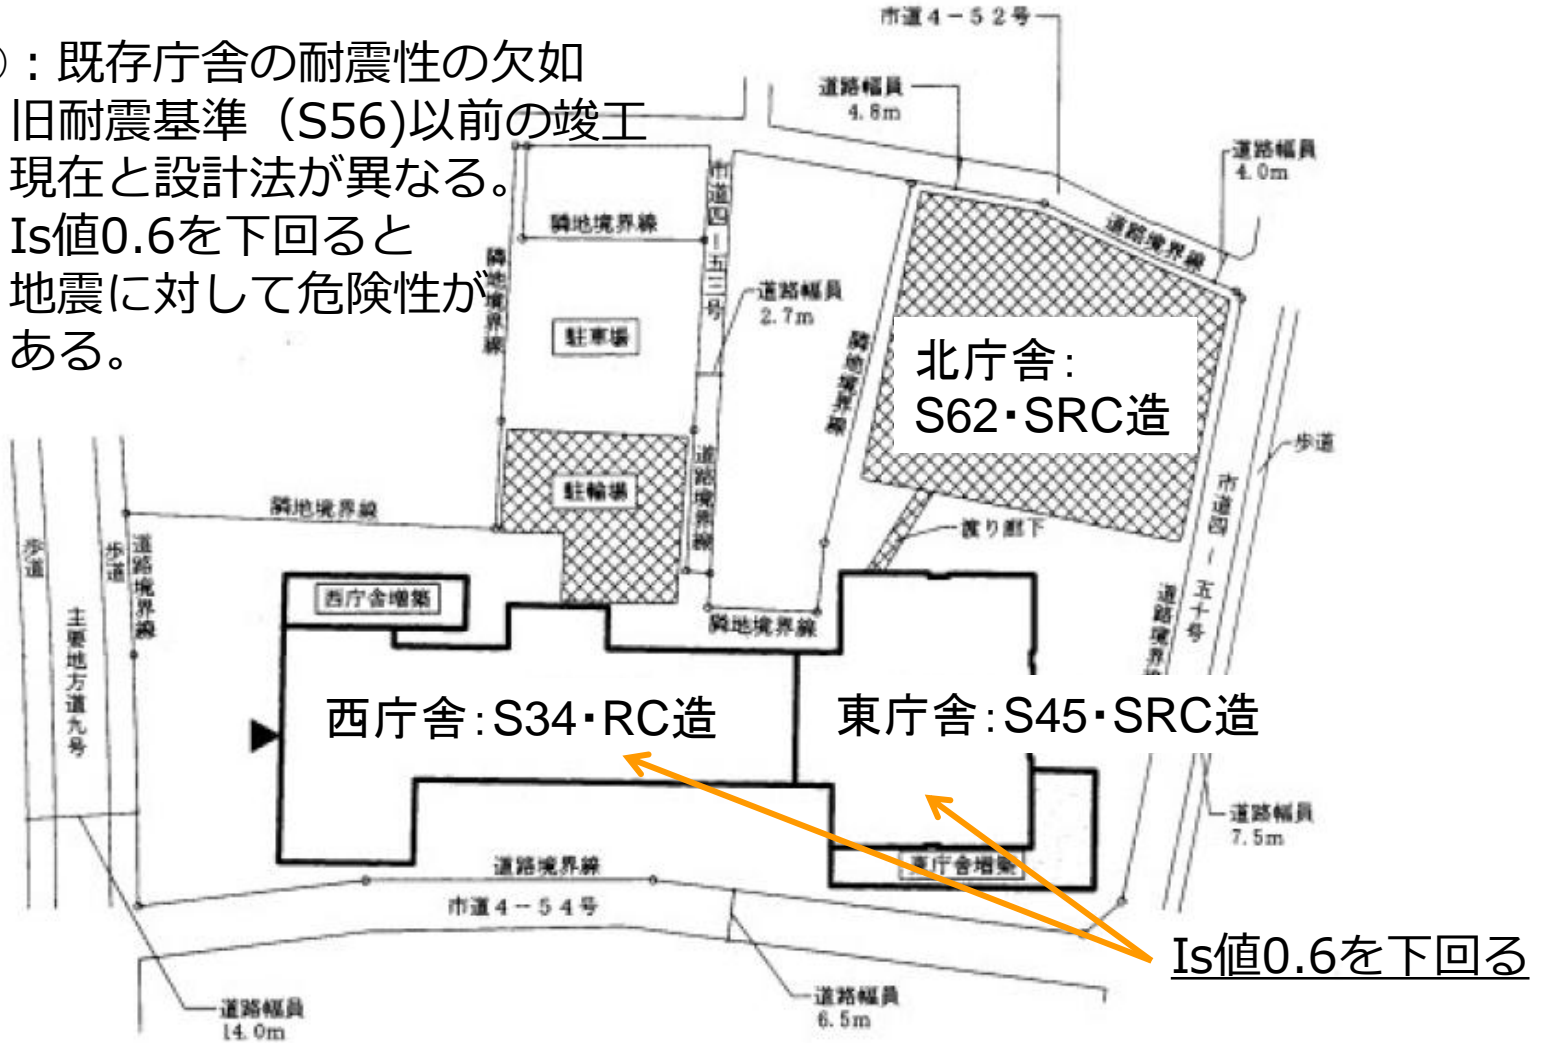 市道4-52号
：既存庁舎の耐震性の欠如
旧耐震基準（S56)以前の竣工
現在と設計法が異なる。
Is値0.6を下回ると
地震に対して危険性が
ある。
道路幅員
4.8m
道路幅員
4.0m
道路境界線
市道四-五三号
隣地境界線
隣地境界線
道路幅員
2.7m
駐車場
隣地境界線
北庁舎：
S62･SRC造
歩道
道路境界線
駐輪場
市道四-五十号
隣地境界線
渡り廊下
歩道
歩道
道路境界線
主要地方道九号
西庁舎増築
隣地境界線
道路境界線
西庁舎：S34･RC造
東庁舎：S45･SRC造
道路幅員
7.5m
道路境界線
東庁舎増築
市道4-54号
Is値0.6を下回る
道路幅員
14.0m
道路幅員
6.5m